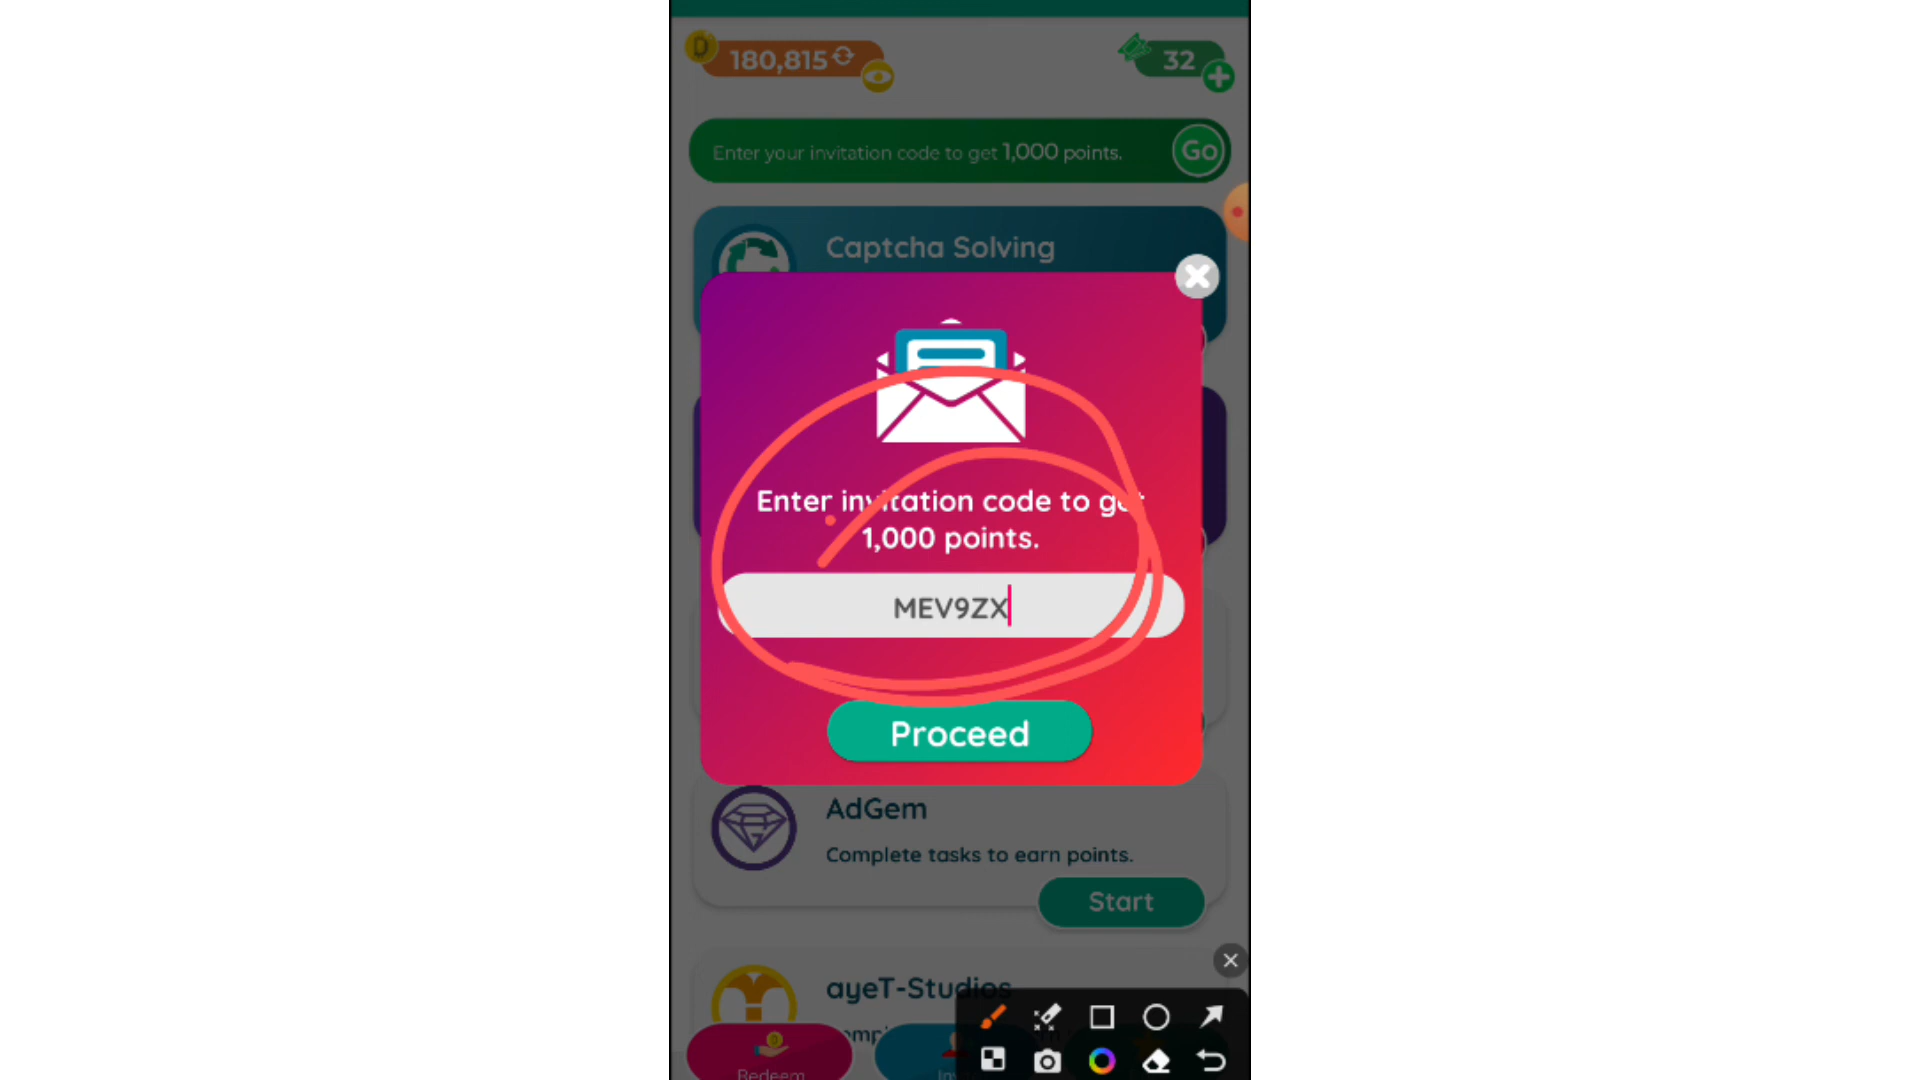 180,815
32
Enter your invitation code to get 1,000 points.
Go
Captcha Solving
Enter invitation code to get
1,000 points.
MEV9ZX
Proceed
AdGem
Complete tasks to earn points.
Start
ayeT-Studios
Redeem